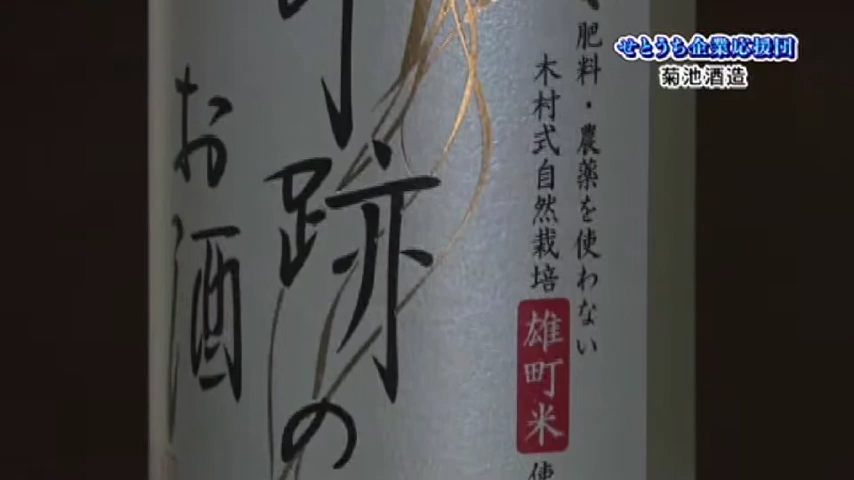 せとうち企業応援団
菊池酒造
肥料・農薬を使わない
木村式自然栽培
雄町米
使
跡の
お酒